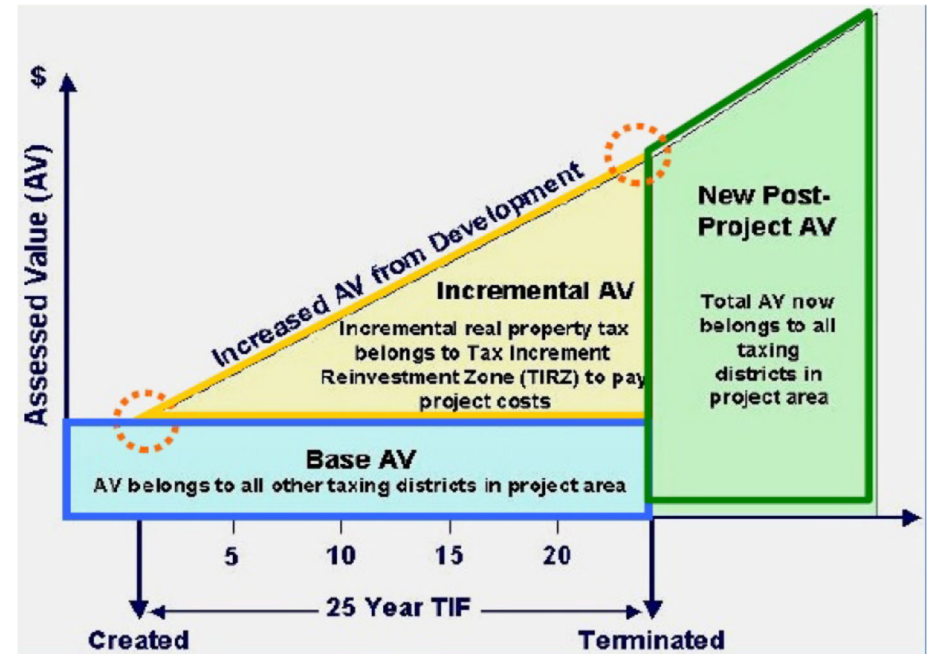 $
Assessed Value (AV)
Increased AV from Development
Incremental AV
Incremental real property tax
belongs to Tax Increment
Reinvestment Zone (TIRZ) to pay
project costs
New Post-
Project AV
Total AV now
belongs to all
taxing
districts in
project area
Base AV
AV belongs to all other taxing districts in project area
5 10 15 20
25 Year TIF
Created Terminated